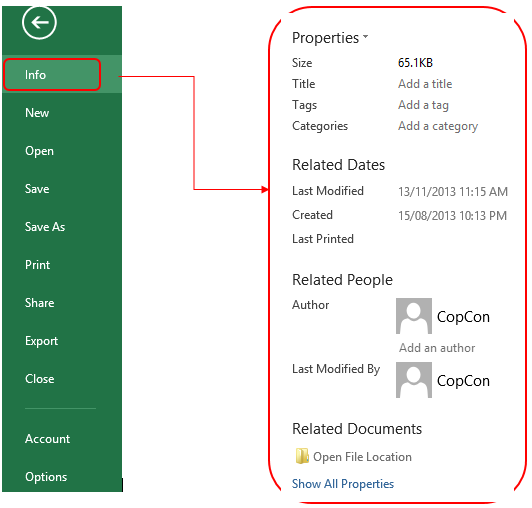 Info
New
Open
Save
Save As
Print
Share
Export
Close
Account
Options
Properties
Size 65.1KB
Title Add a title
Tags Add a tag
Categories Add a category
Related Dates
Last Modified 13/11/2013 11:15 AM
Created 15/08/2013 10:13 PM
Last Printed
Related People
Author CopCon
Add an author
Last Modified By CopCon
Related Documents
Open File Location
Show All Properties